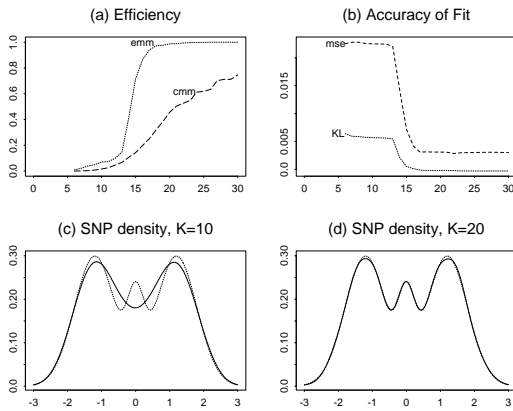 (a) Efficiency
1.0
0.8
0.6
0.4
0.2
0.0
emm
cmm
0 5 10 15 20 25 30
(b) Accuracy of Fit
0.015
0.005
0.0
mse
KL
0 5 10 15 20 25 30
(c) SNP density, K=10
0.30
0.20
0.10
0.0
-3 -2 -1 0 1 2 3
(d) SNP density, K=20
0.30
0.20
0.10
0.0
-3 -2 -1 0 1 2 3